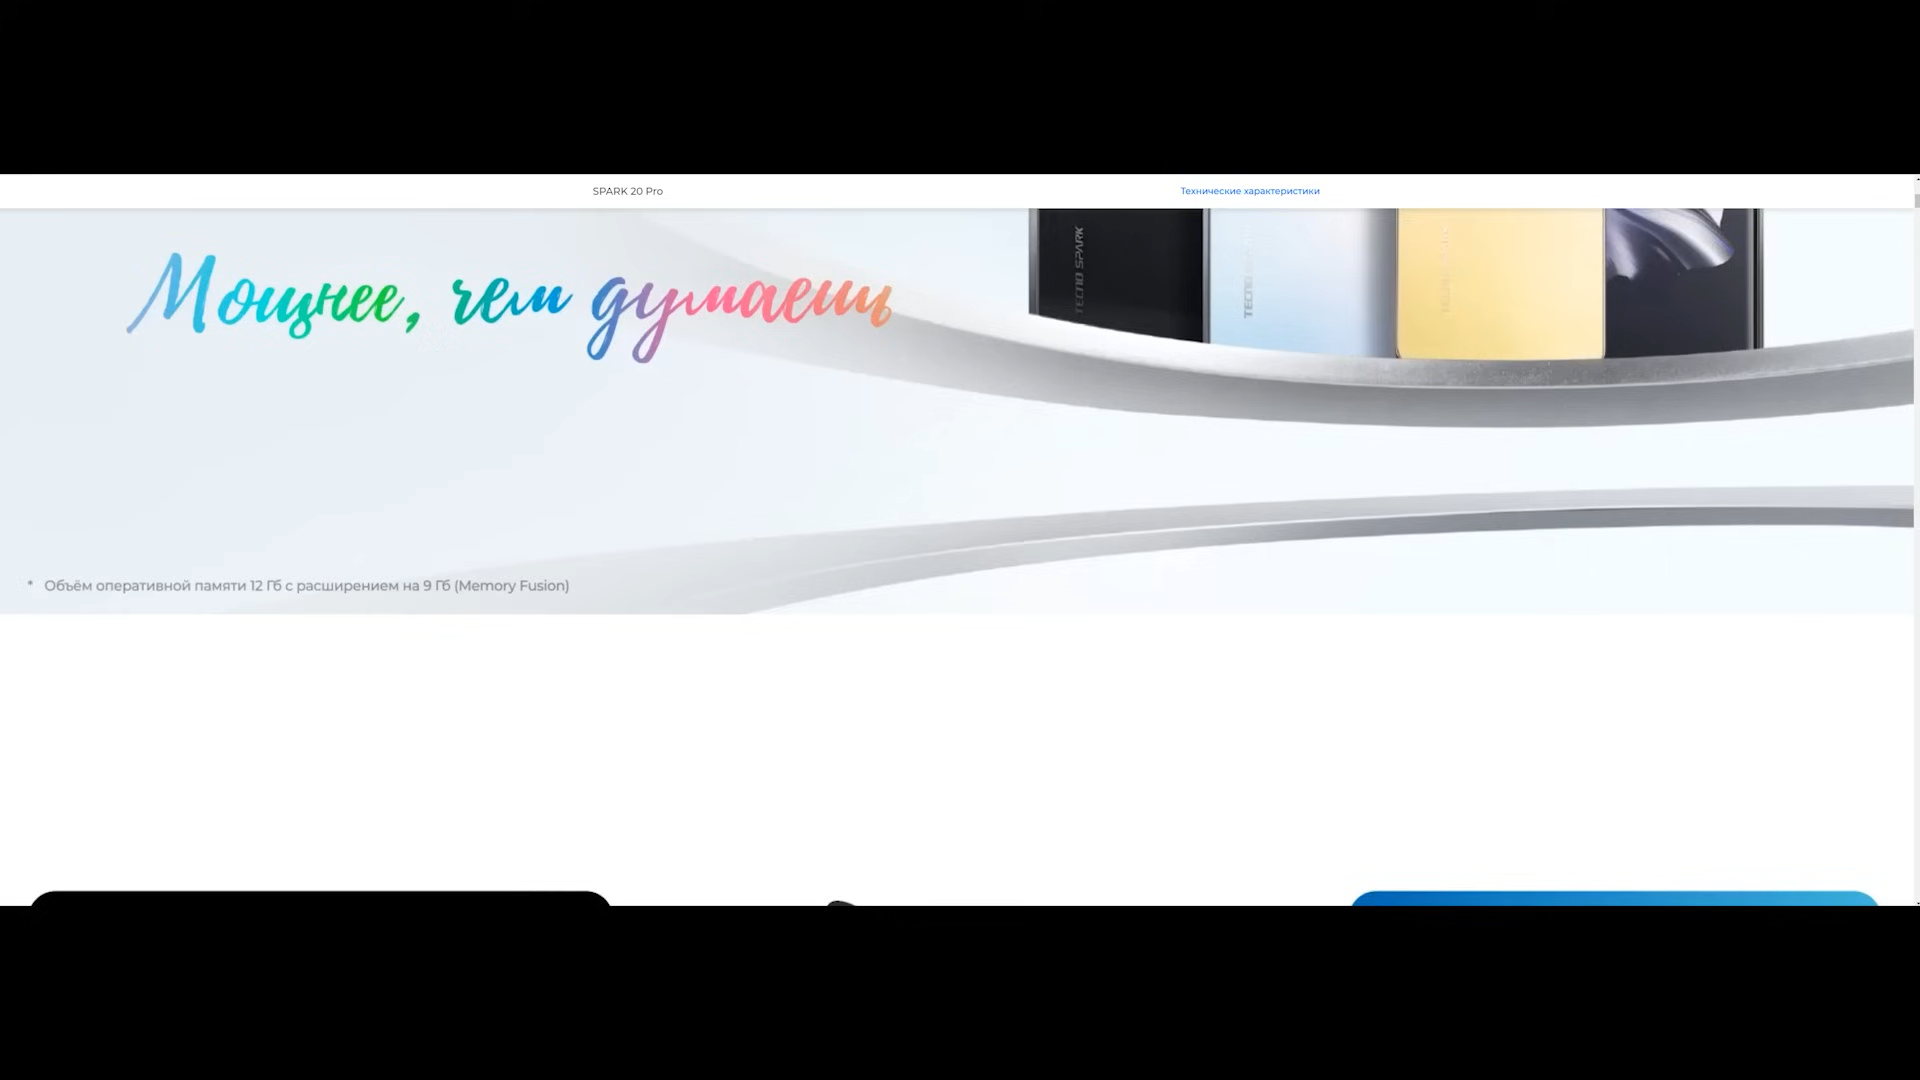 SPARK 20 Pro
Технические характеристики
Мощнее, чем думаешь
TECNO SPARK
* Объём оперативной памяти 12 Гб с расширением на 9 Гб (Memory Fusion)